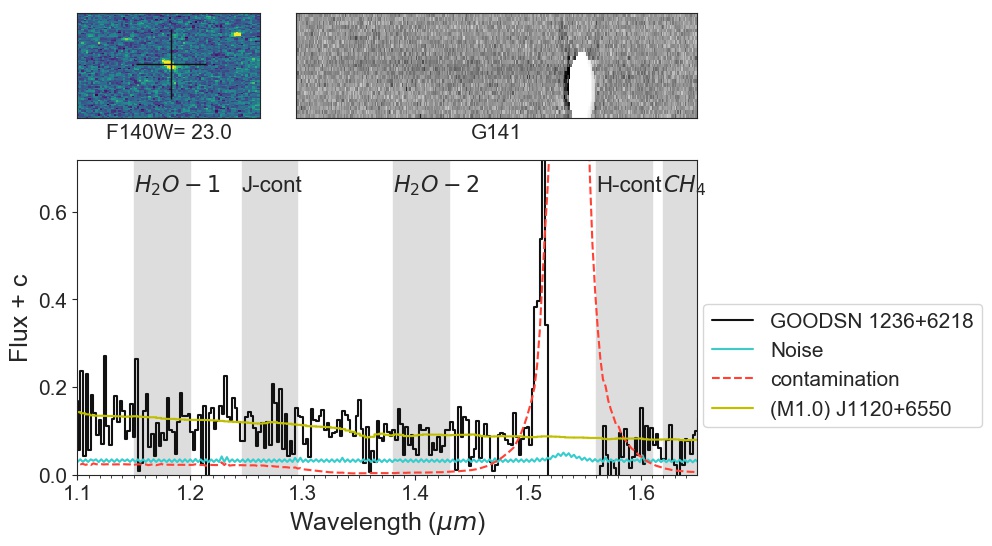 F140W= 23.0
G141
H₂O − 1
J-cont
H₂O − 2
H-cont
CH₄
0.6
0.4
0.2
0.0
1.1
1.2
1.3
1.4
1.5
1.6
Flux + c
Wavelength (μm)
GOODSN 1236+6218
Noise
contamination
(M1.0) J1120+6550